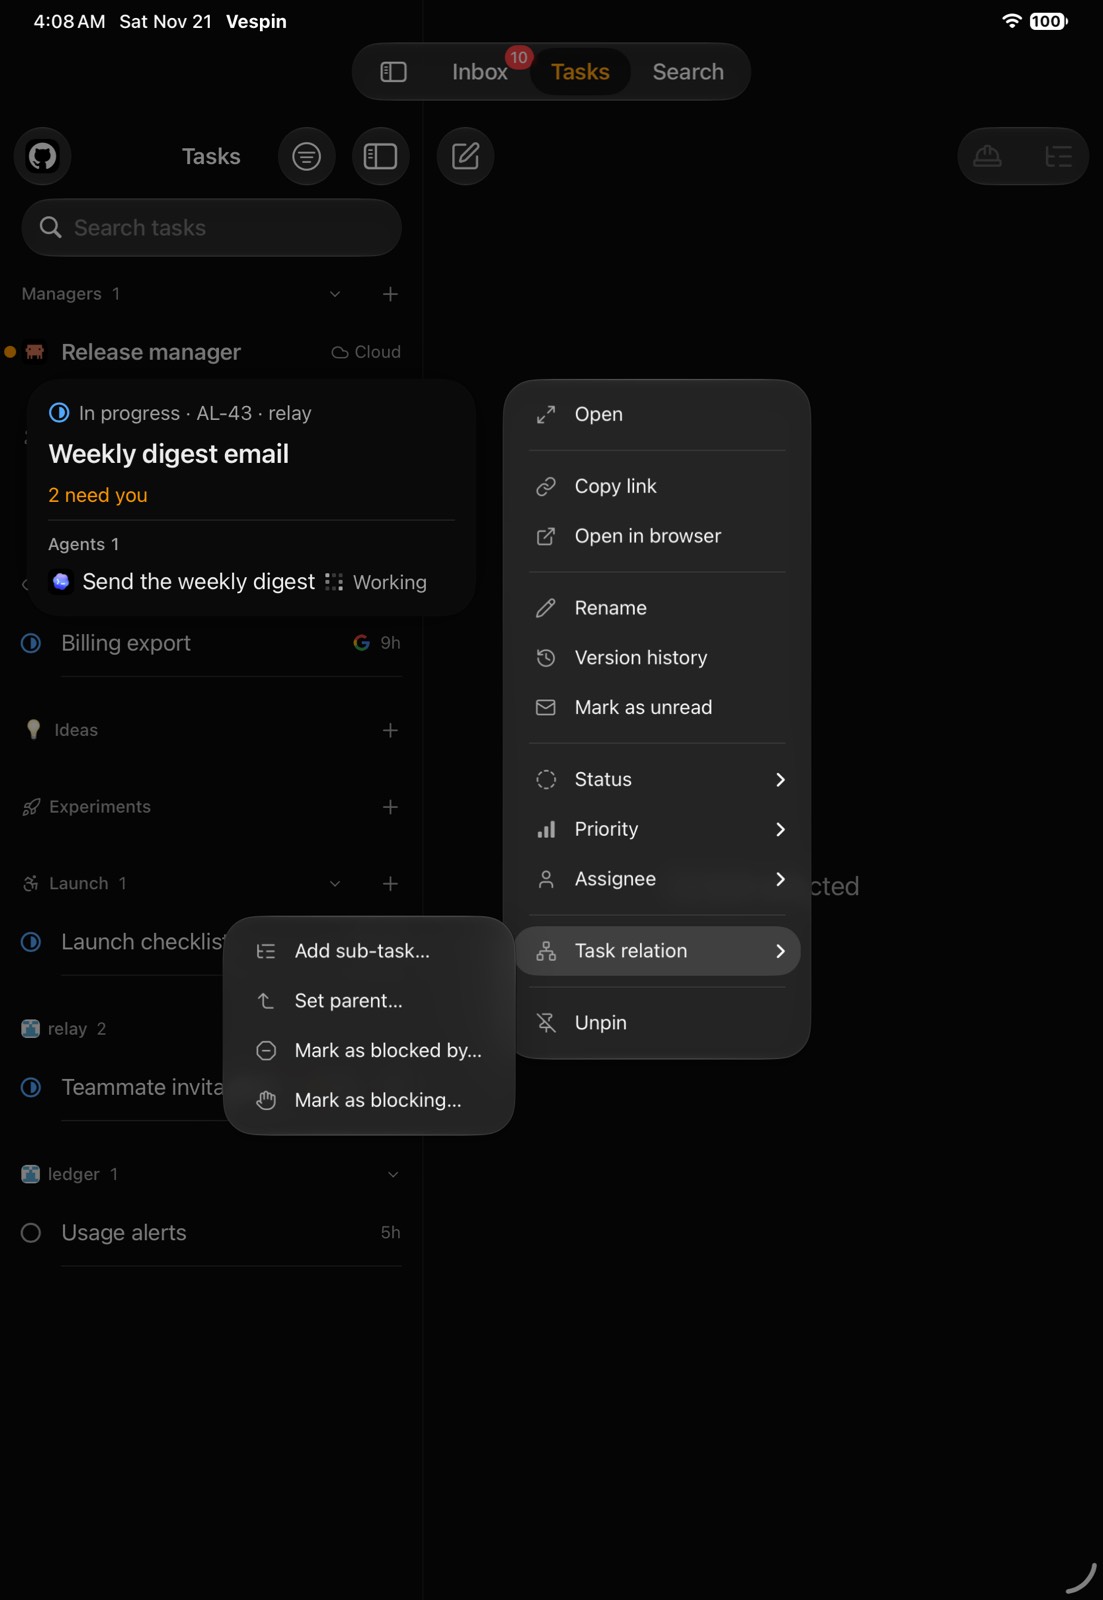 4:08 AM Sat Nov 21 Vespin
100
Inbox 10 Tasks Search
Tasks
Search tasks
Managers 1
Release manager Cloud
In progress · AL-43 · relay
Weekly digest email
2 need you
Agents 1
Send the weekly digest Working
Billing export 9h
Ideas
Experiments
Launch 1
Launch checklist
relay 2
Teammate invita
ledger 1
Usage alerts 5h
Open
Copy link
Open in browser
Rename
Version history
Mark as unread
Status
Priority
Assignee
Task relation
Unpin
Add sub-task...
Set parent...
Mark as blocked by...
Mark as blocking...
cted